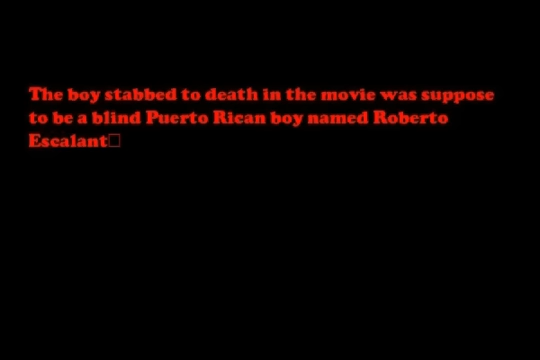 The boy stabbed to death in the movie was suppose
to be a blind Puerto Rican boy named Roberto
Escalant